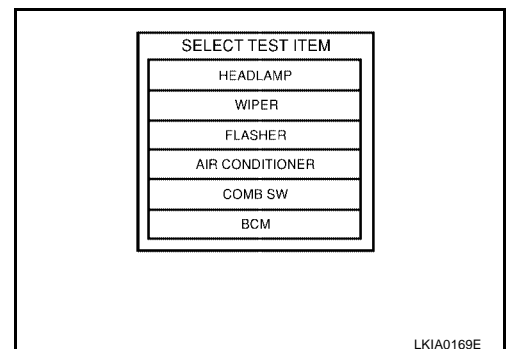 SELECT TEST ITEM
HEADLAMP
WIPER
FLASHER
AIR CONDITIONER
COMB SW
BCM
LKIA0169E